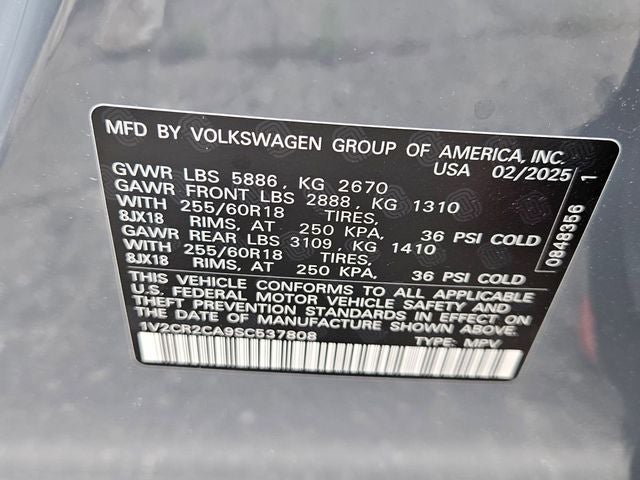 MFD BY VOLKSWAGEN GROUP OF AMERICA, INC.
USA 02/2025
GVWR LBS 5886, KG 2670
GAWR FRONT LBS 2888, KG 1310
WITH 255/60R18 TIRES,
8JX18 RIMS, AT 250 KPA, 36 PSI COLD
GAWR REAR LBS 3109, KG 1410
WITH 255/60R18 TIRES,
8JX18 RIMS, AT 250 KPA, 36 PSI COLD
THIS VEHICLE CONFORMS TO ALL APPLICABLE
U.S. FEDERAL MOTOR VEHICLE SAFETY AND
THEFT PREVENTION STANDARDS IN EFFECT ON
THE DATE OF MANUFACTURE SHOWN ABOVE.
1V2CR2CA9SC537808 TYPE: MPV
0848356 1